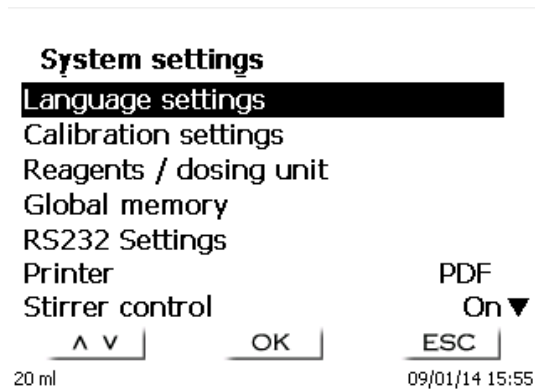 System settings
Language settings
Calibration settings
Reagents / dosing unit
Global memory
RS232 Settings
Printer PDF
Stirrer control On ▼
∧ ∨ OK ESC
20 ml 09/01/14 15:55